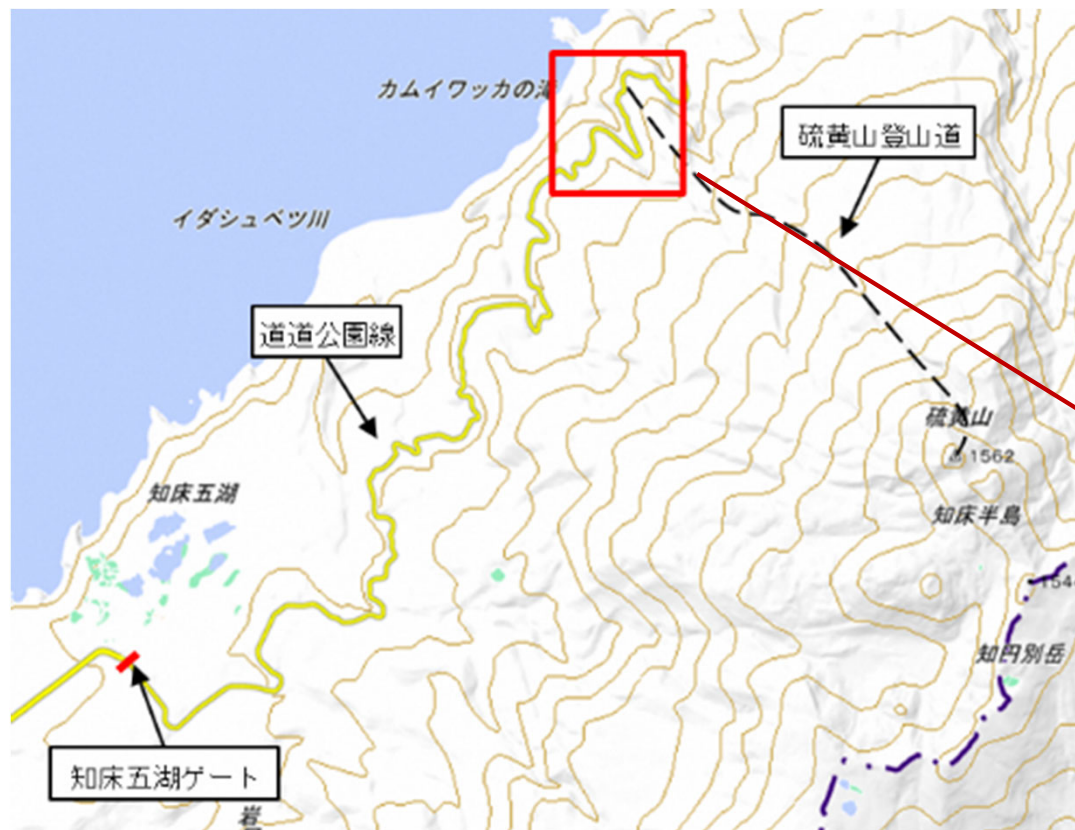 カムイワッカの滝
硫黄山登山道
イダシュベツ川
道道公園線
硫黄山
1562
知床五湖
知床半島
154
知円別岳
知床五湖ゲート
岩